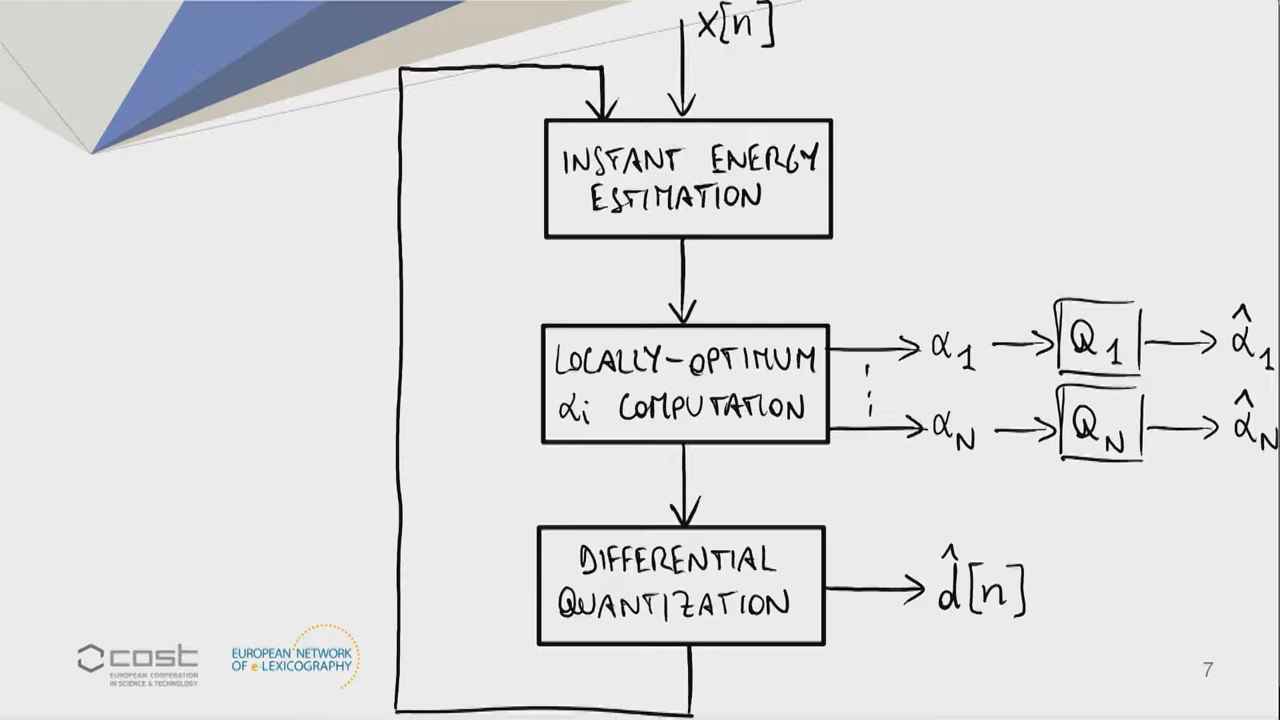 x[n]
INSTANT ENERGY
ESTIMATION
LOCALLY-OPTIMUM
αi COMPUTATION
α1
Q1
α̂1
αN
QN
α̂N
DIFFERENTIAL
QUANTIZATION
d̂[n]
cost
EUROPEAN COOPERATION
IN SCIENCE & TECHNOLOGY
EUROPEAN NETWORK
OF e-LEXICOGRAPHY
7